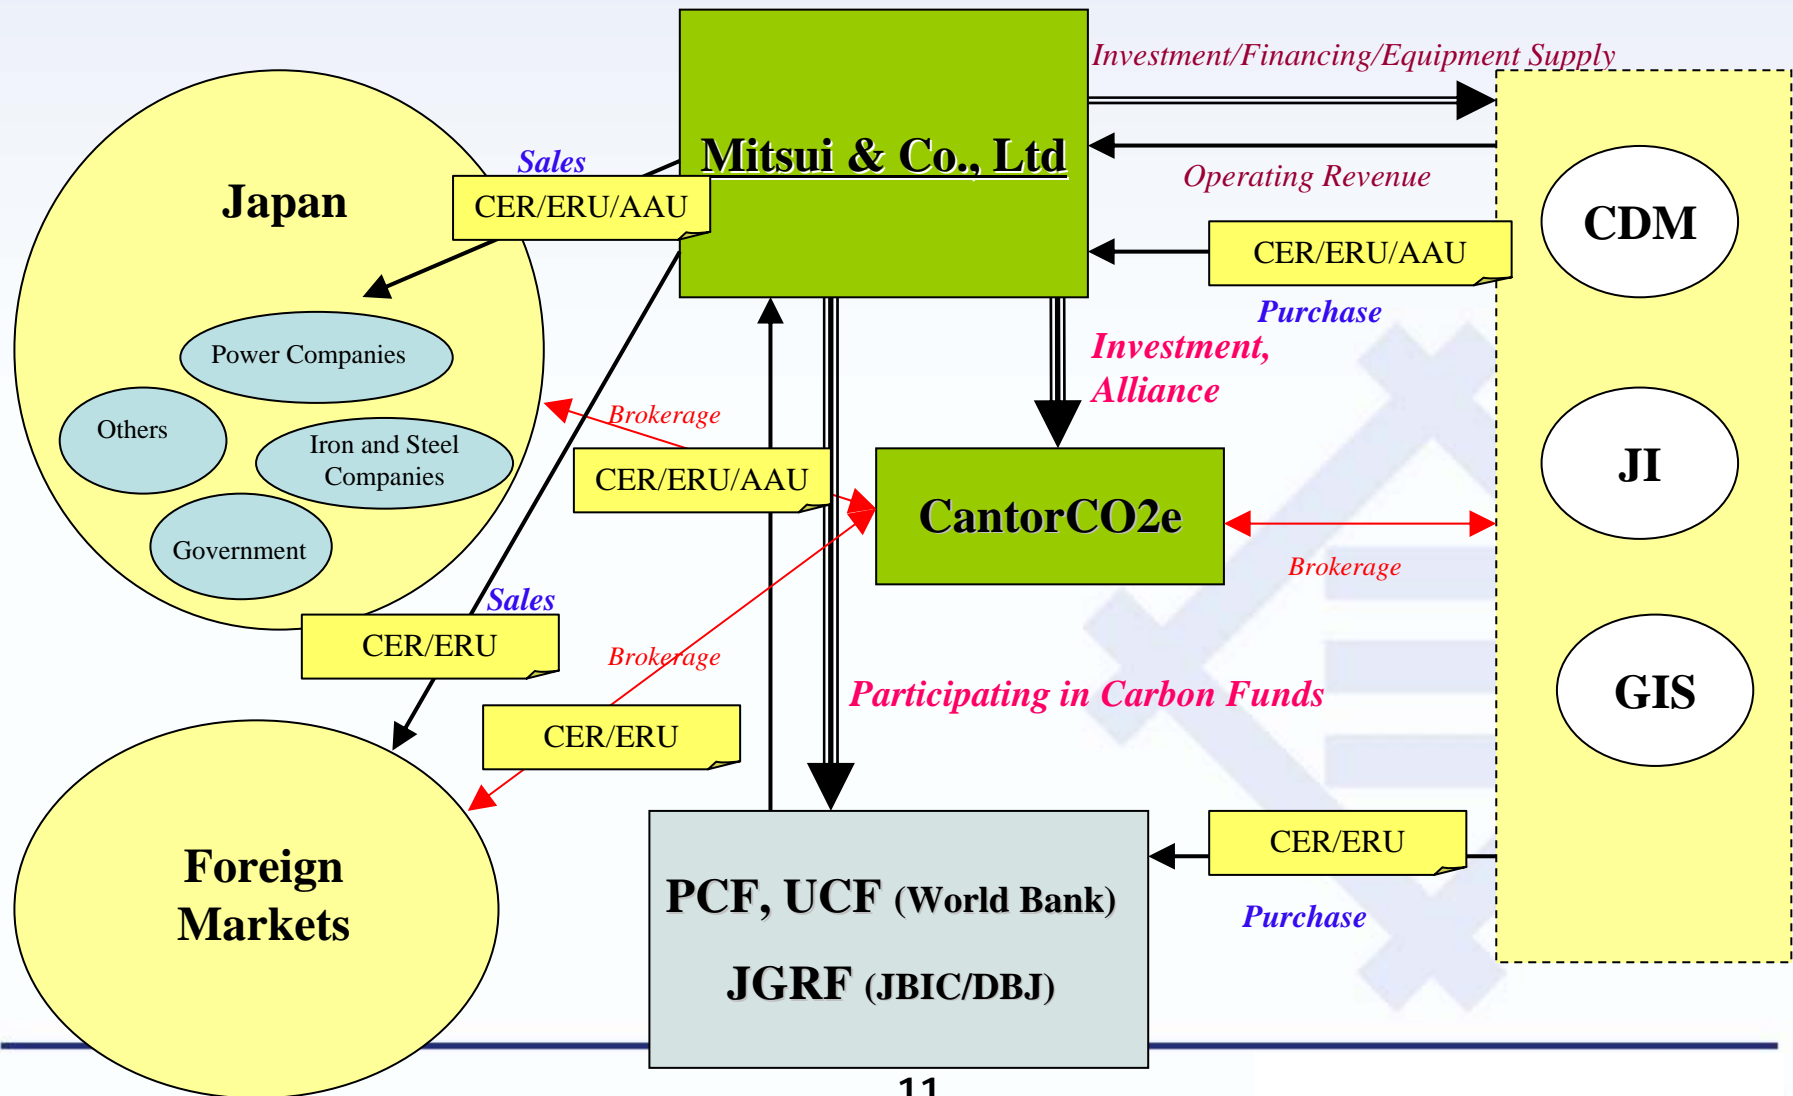 Investment/Financing/Equipment Supply
Mitsui & Co., Ltd
Sales
CER/ERU/AAU
Japan
Operating Revenue
CDM
CER/ERU/AAU
Purchase
Investment,
Alliance
Power Companies
Others
Iron and Steel
Companies
Government
Brokerage
CER/ERU/AAU
CantorCO2e
JI
Brokerage
Sales
CER/ERU
Brokerage
CER/ERU
Participating in Carbon Funds
GIS
Foreign
Markets
PCF, UCF (World Bank)
JGRF (JBIC/DBJ)
CER/ERU
Purchase
11